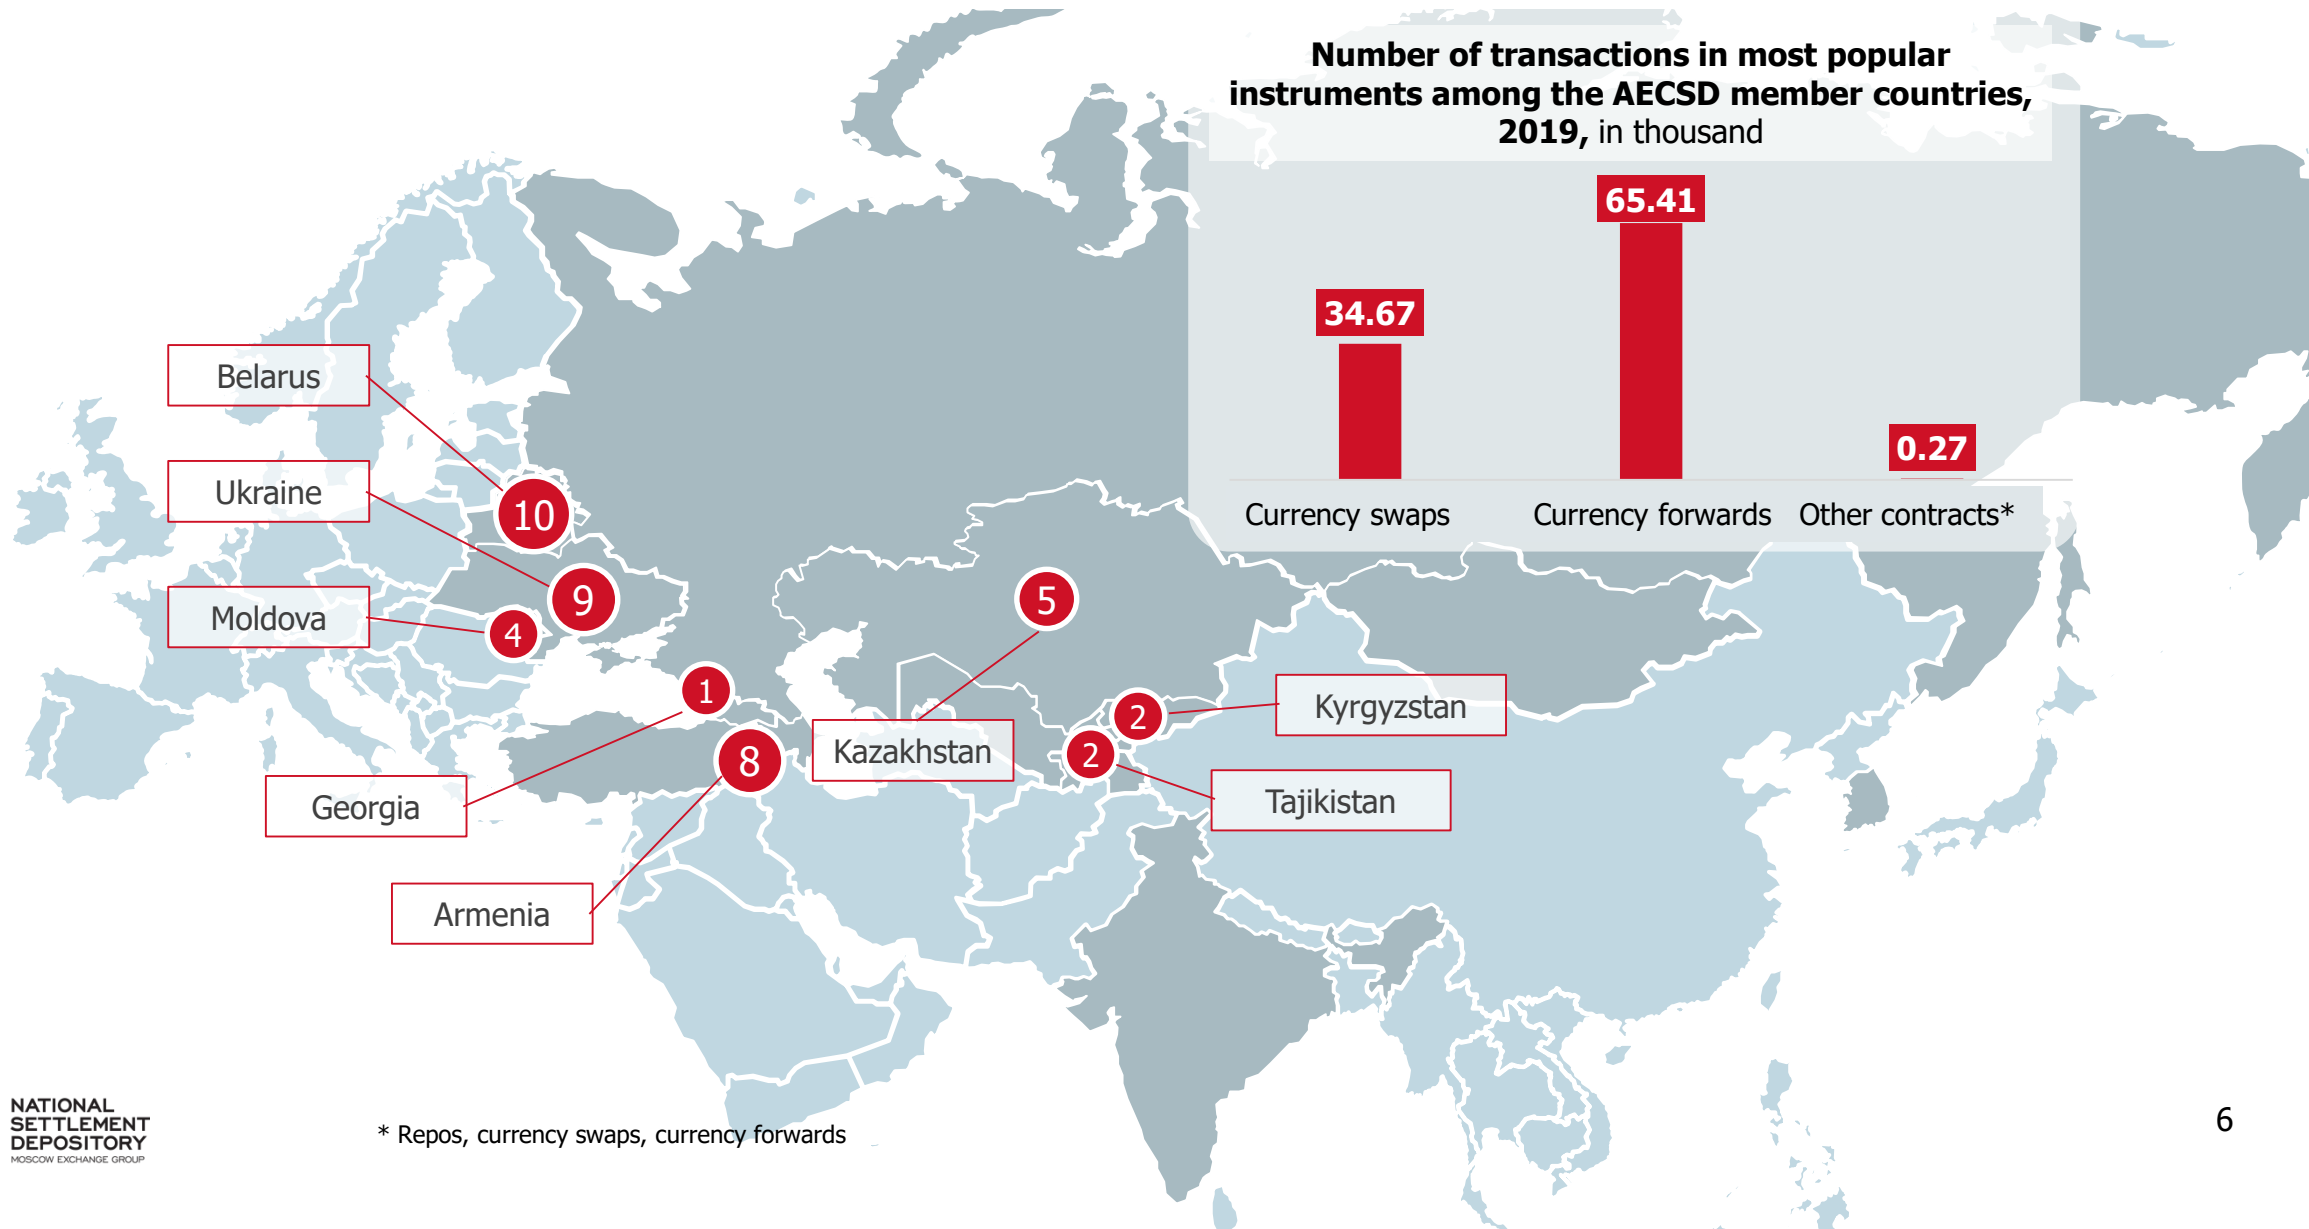 Number of transactions in most popular
instruments among the AECSD member countries,
2019, in thousand
65.41
34.67
0.27
Currency swaps
Currency forwards
Other contracts*
Belarus
10
Ukraine
9
Moldova
4
5
1
2
Kyrgyzstan
Kazakhstan
8
2
Georgia
Tajikistan
Armenia
NATIONAL
SETTLEMENT
DEPOSITORY
MOSCOW EXCHANGE GROUP
* Repos, currency swaps, currency forwards
6